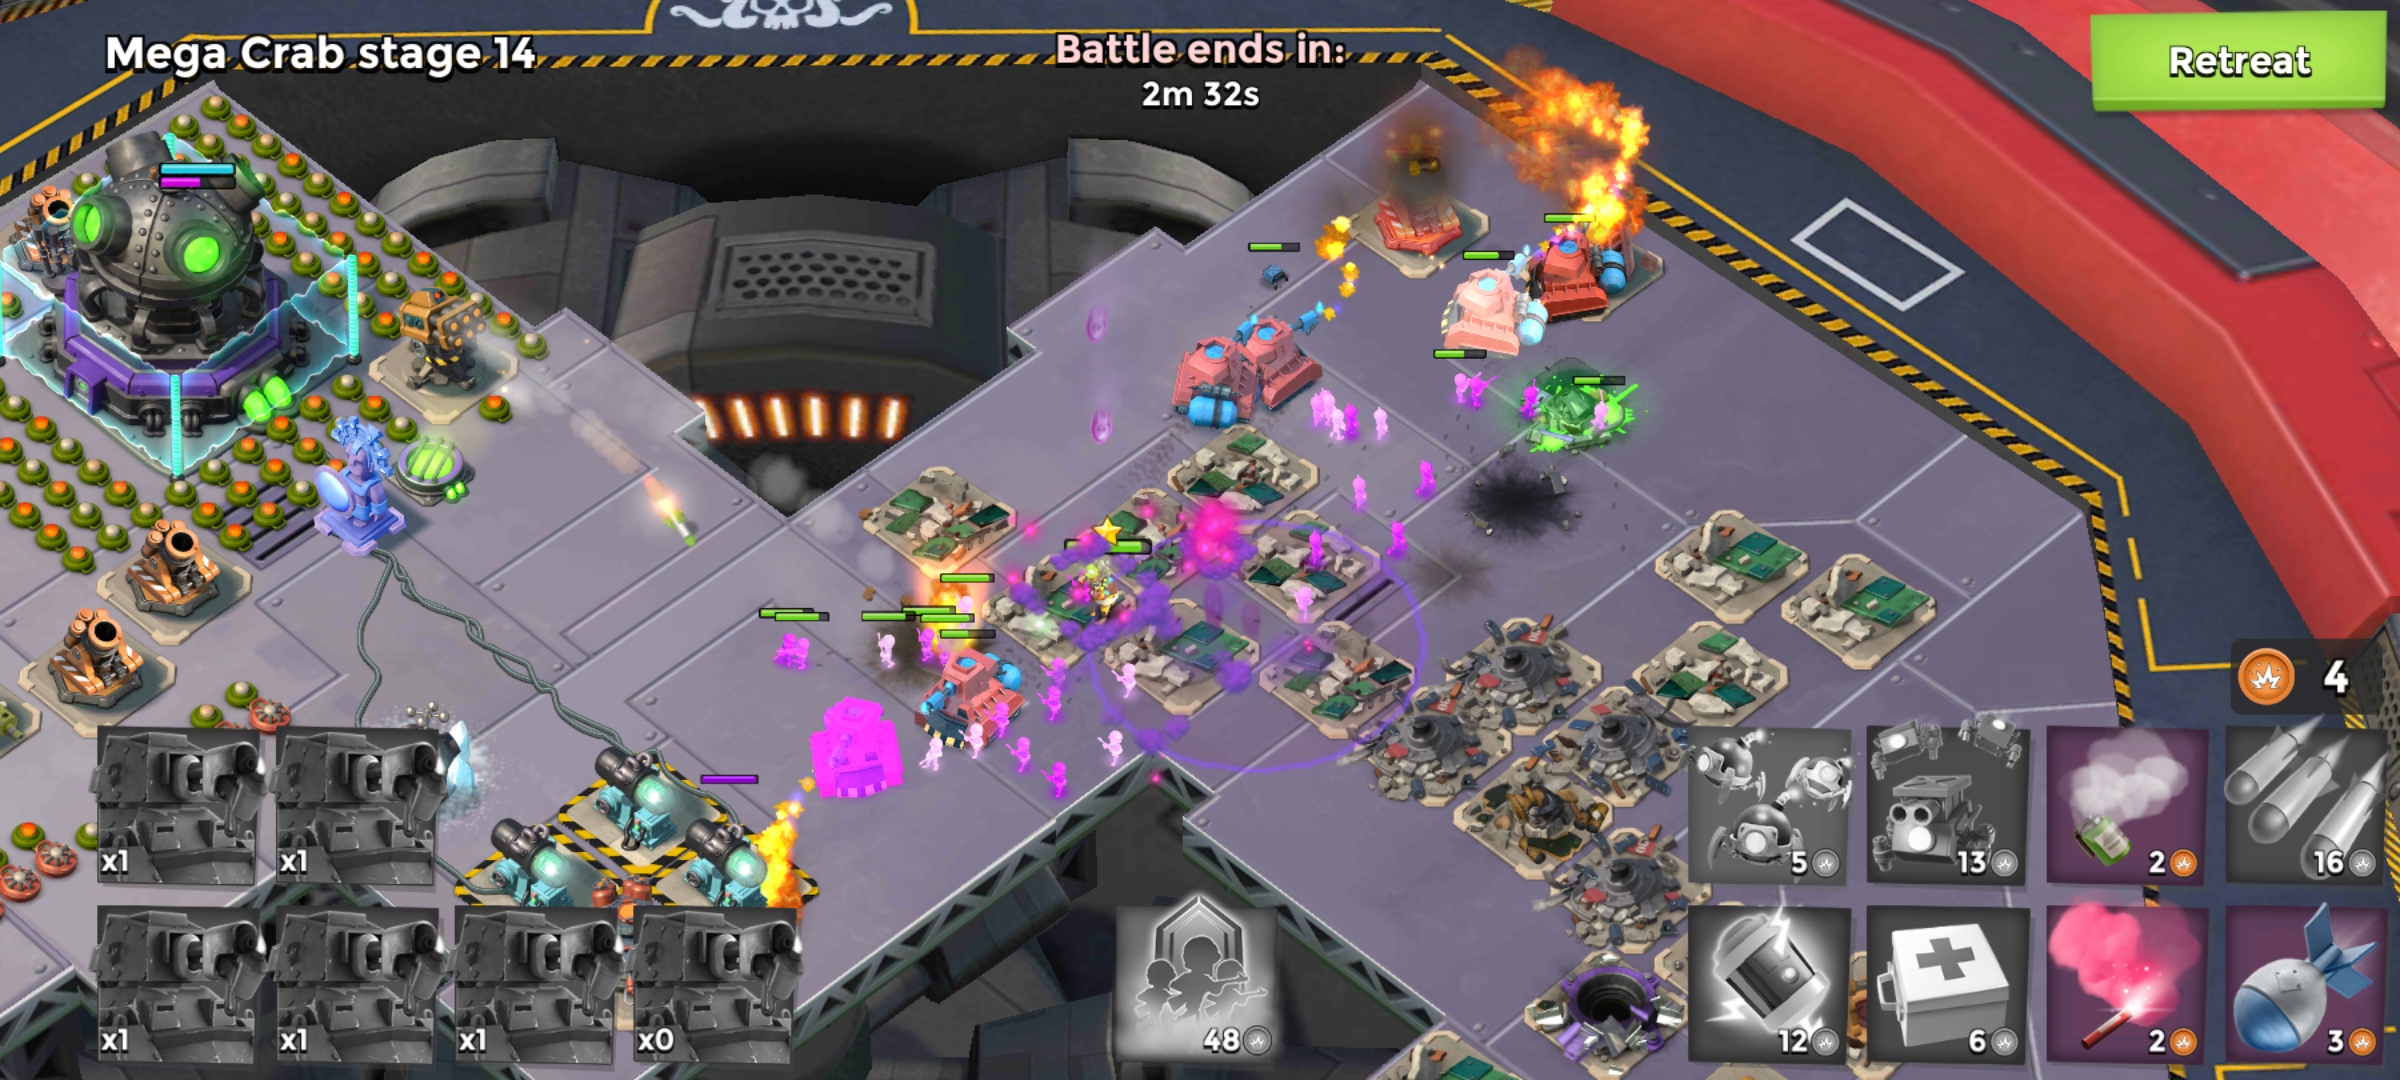 Mega Crab stage 14
Battle ends in:
2m 32s
Retreat
4
x1
x1
5
13
2
16
x1
x1
x1
x0
48
12
6
2
3